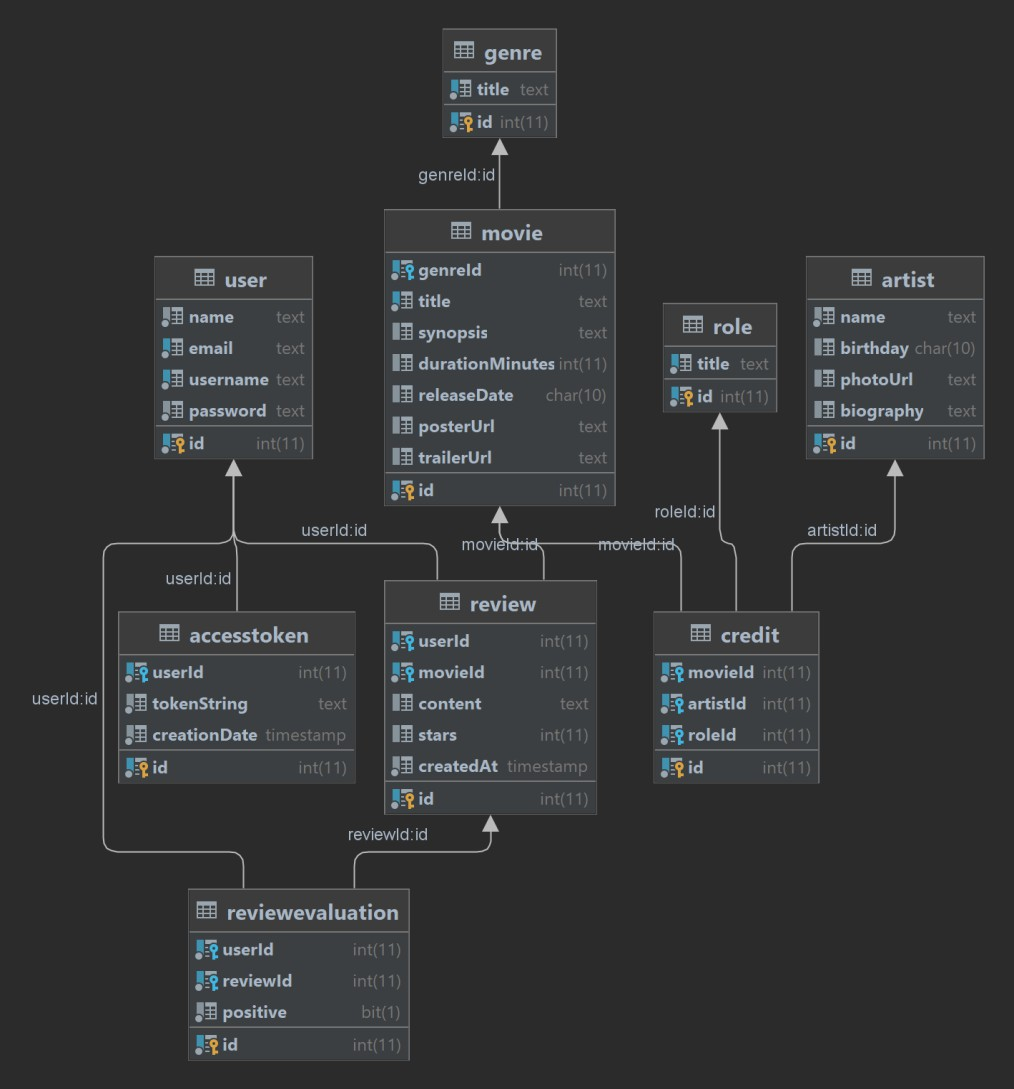 genre
title text
id int(11)
genreId:id
movie
genreId int(11)
title text
synopsis text
durationMinutes int(11)
releaseDate char(10)
posterUrl text
trailerUrl text
id int(11)
user
name text
email text
username text
password text
id int(11)
role
title text
id int(11)
artist
name text
birthday char(10)
photoUrl text
biography text
id int(11)
userId:id
movieId:id
movieId:id
roleId:id
artistId:id
userId:id
userId:id
accesstoken
userId int(11)
tokenString text
creationDate timestamp
id int(11)
review
userId int(11)
movieId int(11)
content text
stars int(11)
createdAt timestamp
id int(11)
credit
movieId int(11)
artistId int(11)
roleId int(11)
id int(11)
reviewId:id
reviewevaluation
userId int(11)
reviewId int(11)
positive bit(1)
id int(11)